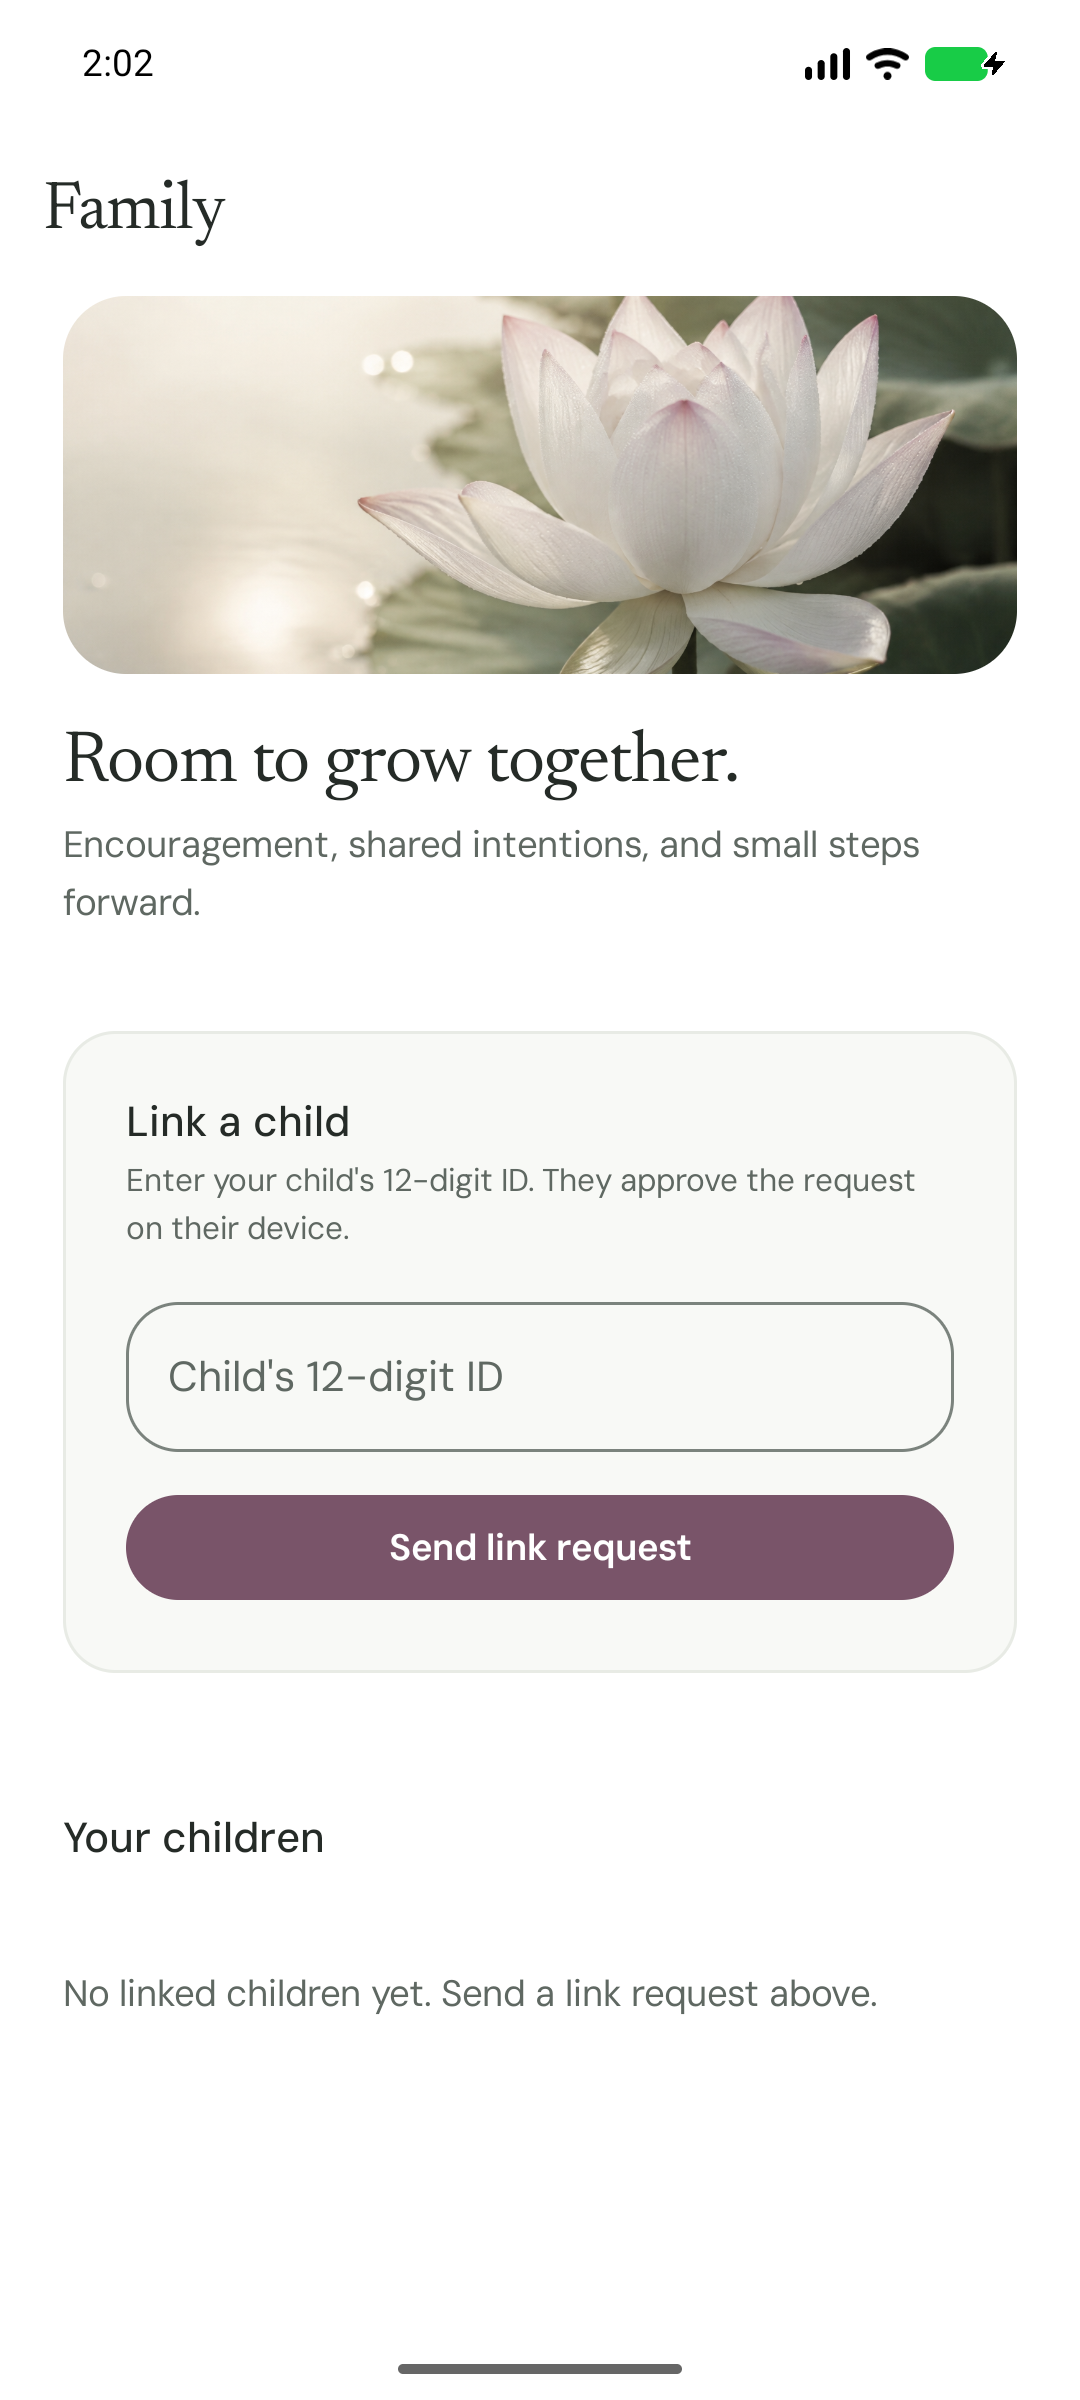 2:02
Family
Room to grow together.
Encouragement, shared intentions, and small steps
forward.
Link a child
Enter your child's 12-digit ID. They approve the request
on their device.
Child's 12-digit ID
Send link request
Your children
No linked children yet. Send a link request above.